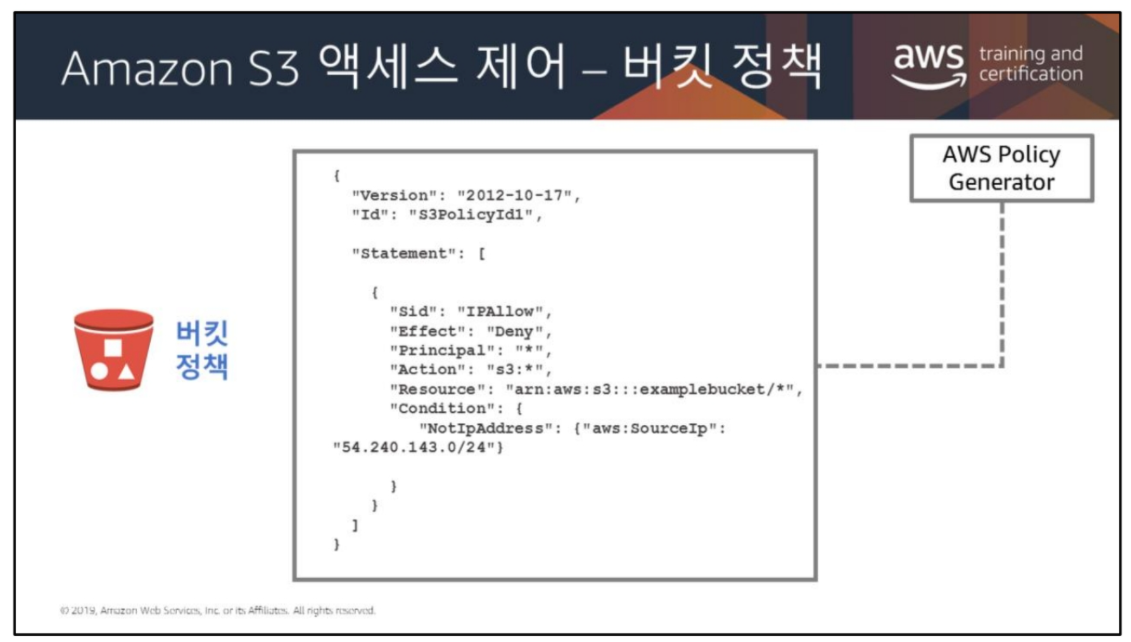 Amazon S3 액세스 제어 – 버킷 정책
aws training and
certification
AWS Policy
Generator
{
"Version": "2012-10-17",
"Id": "S3PolicyId1",
"Statement": [
{
"Sid": "IPAllow",
"Effect": "Deny",
"Principal": "*",
"Action": "s3:*",
"Resource": "arn:aws:s3:::examplebucket/*",
"Condition": {
"NotIpAddress": {"aws:SourceIp":
"54.240.143.0/24"}
}
}
]
}
버킷
정책
© 2019, Amazon Web Services, Inc. or its Affiliates. All rights reserved.